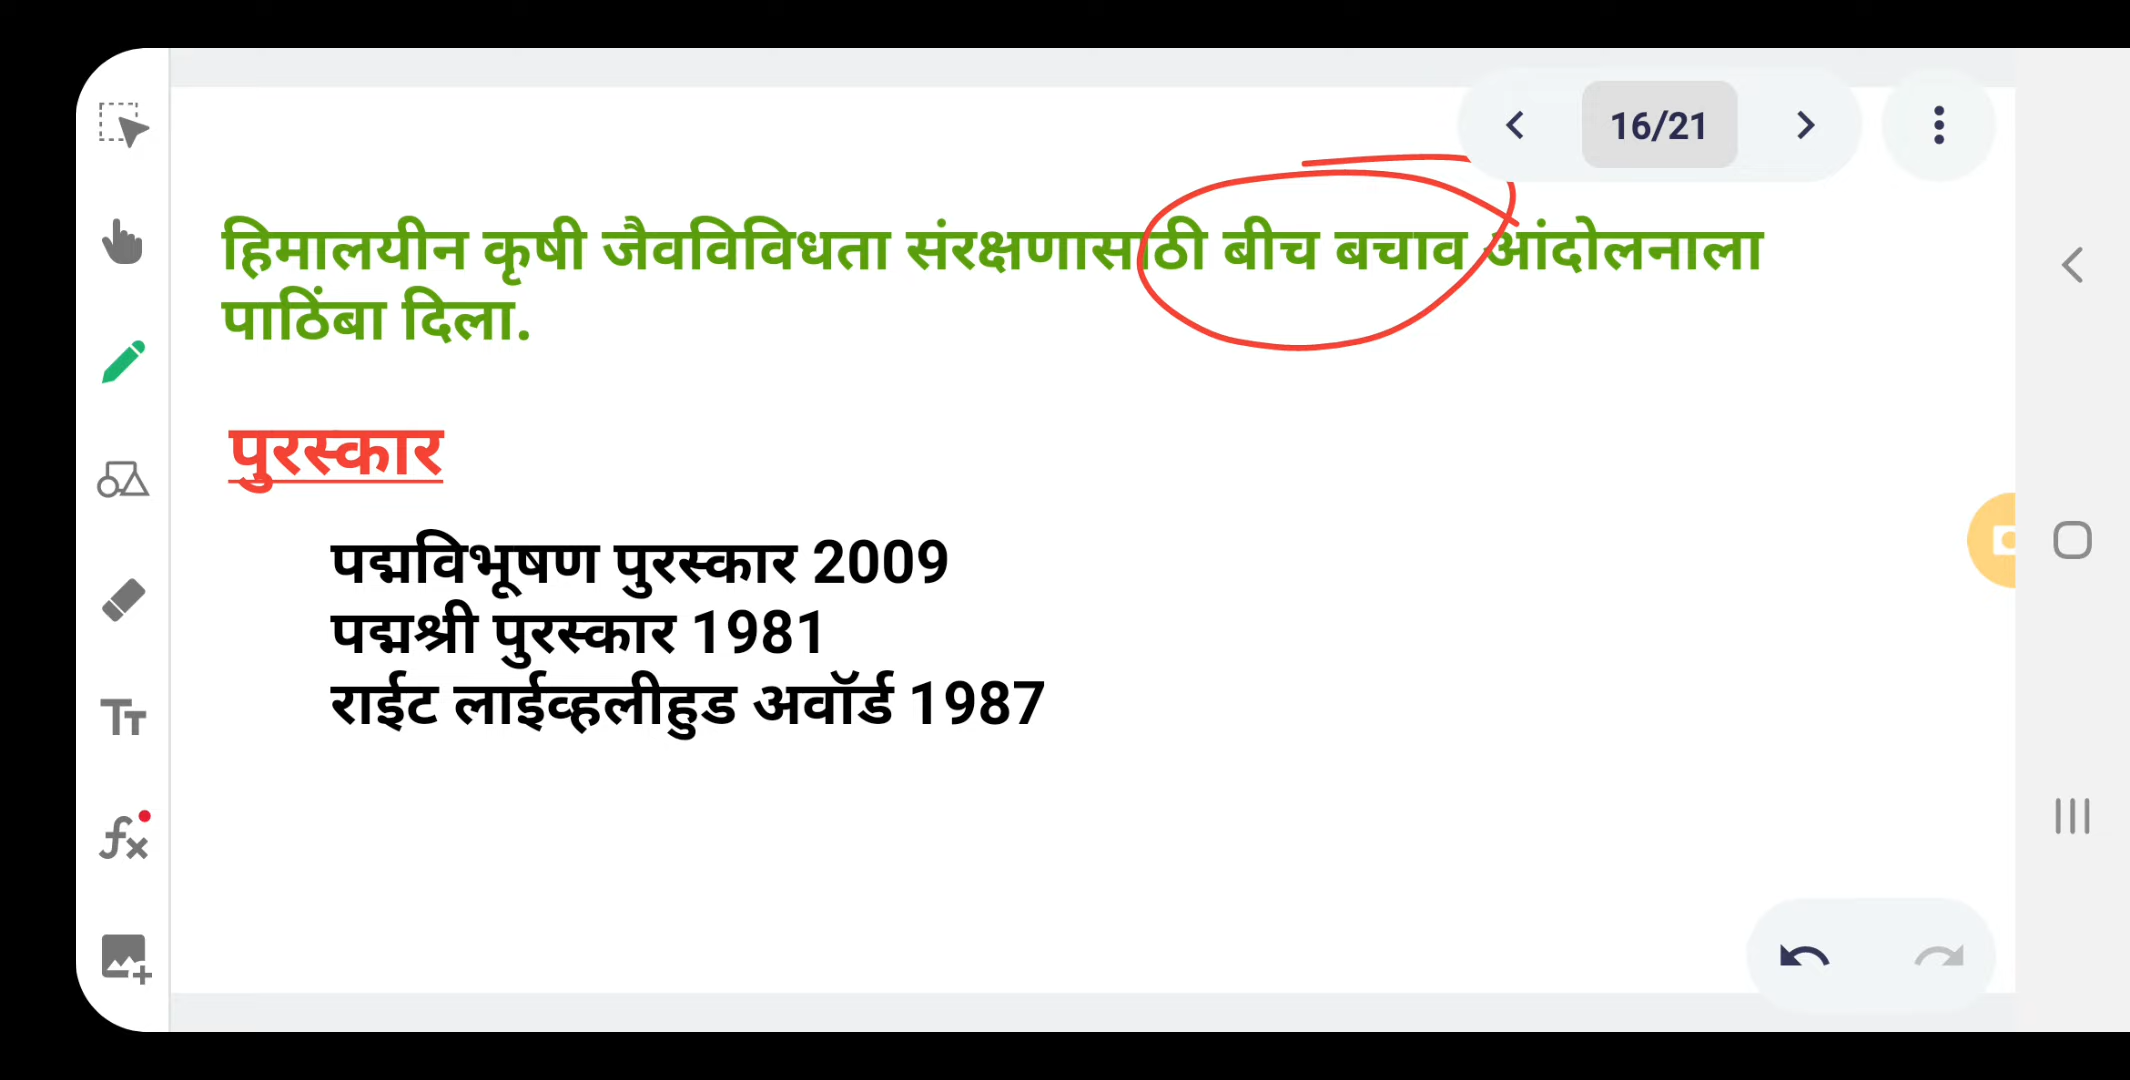 16/21
हिमालयीन कृषी जैवविविधता संरक्षणासाठी बीच बचाव आंदोलनाला
पाठिंबा दिला.
पुरस्कार
पद्मविभूषण पुरस्कार 2009
पद्मश्री पुरस्कार 1981
राईट लाईव्हलीहुड अवॉर्ड 1987